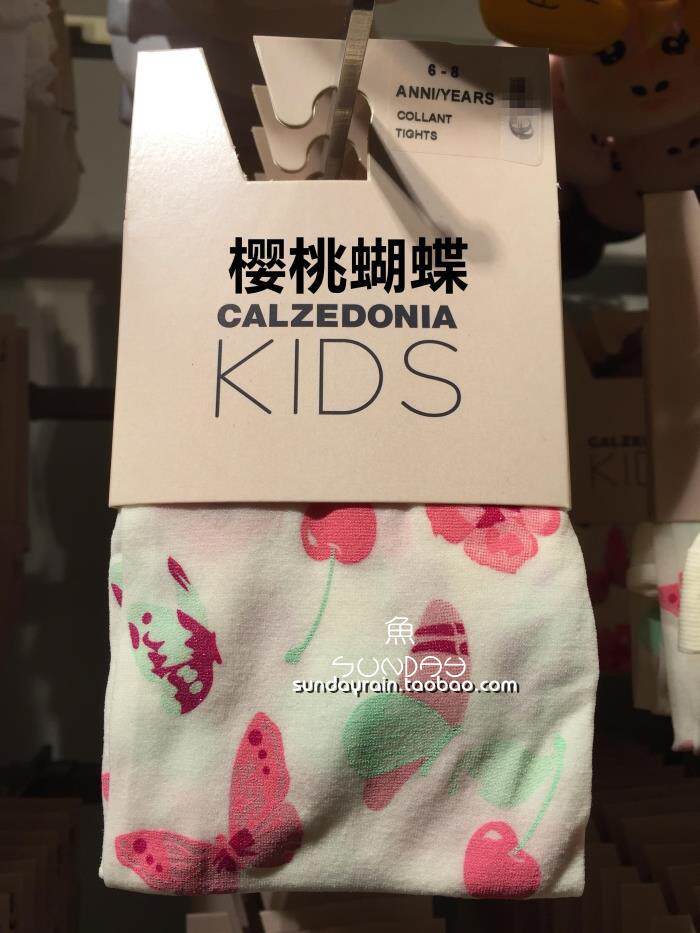 6 - 8
ANNI/YEARS
COLLANT
TIGHTS
樱桃蝴蝶
CALZEDONIA
KIDS
魚
SUNDAY
sundayrain.taobao.com